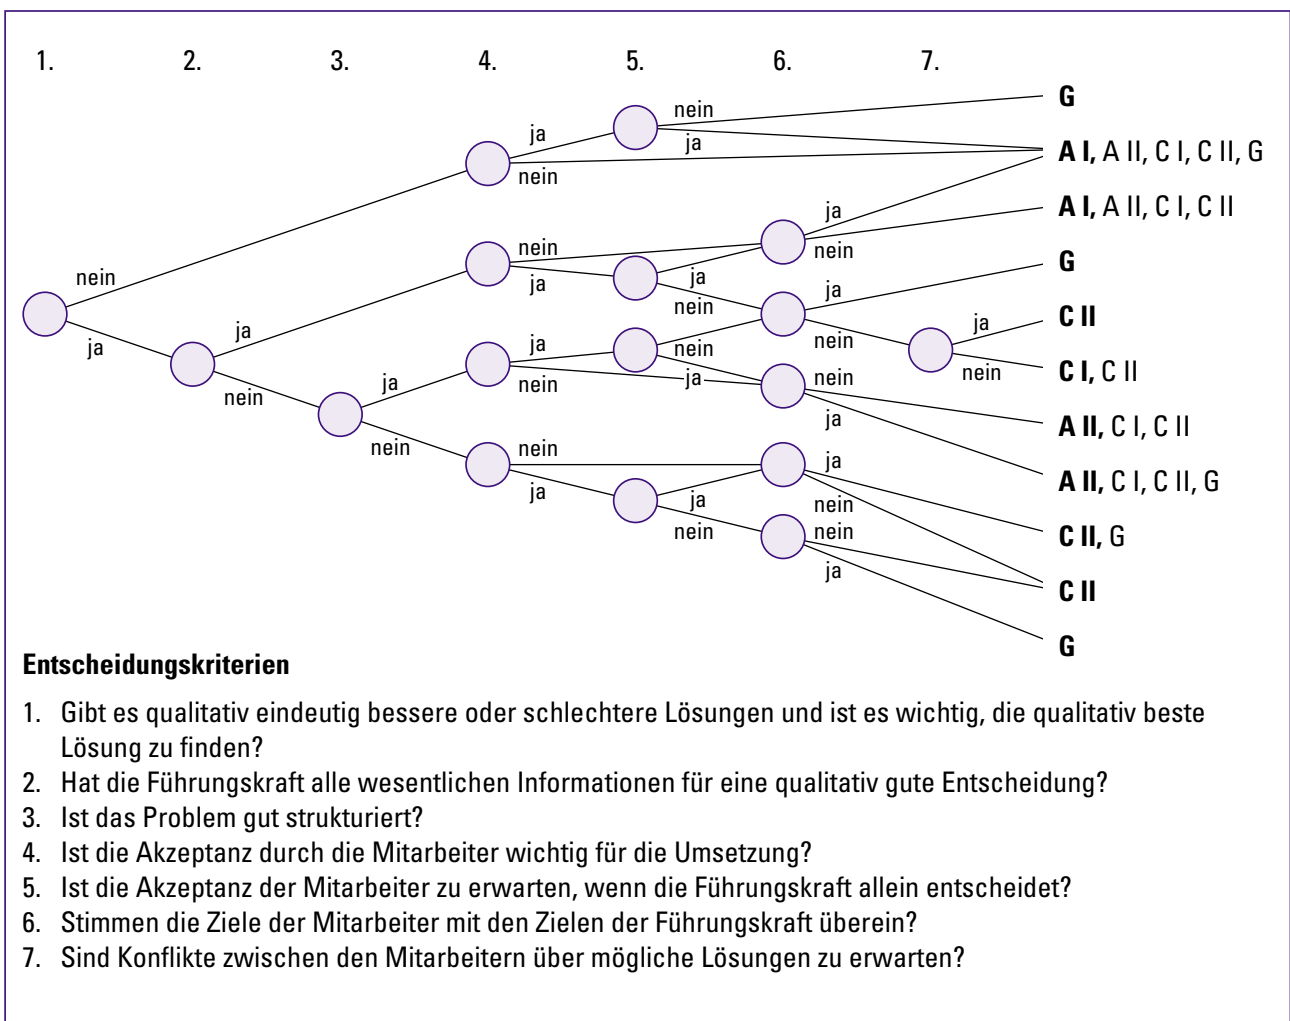 1. 2. 3. 4. 5. 6. 7.
nein
G
ja
ja
A I, A II, C I, C II, G
nein
ja
A I, A II, C I, C II
nein
nein
nein
ja
ja
G
ja
ja
nein
ja
C II
ja
nein
ja
nein
nein
nein
C I, C II
ja
nein
ja
nein
nein
ja
A II, C I, C II
nein
nein
ja
A II, C I, C II, G
ja
ja
nein
nein
nein
C II, G
ja
C II
G
Entscheidungskriterien
1. Gibt es qualitativ eindeutig bessere oder schlechtere Lösungen und ist es wichtig, die qualitativ beste
Lösung zu finden?
2. Hat die Führungskraft alle wesentlichen Informationen für eine qualitativ gute Entscheidung?
3. Ist das Problem gut strukturiert?
4. Ist die Akzeptanz durch die Mitarbeiter wichtig für die Umsetzung?
5. Ist die Akzeptanz der Mitarbeiter zu erwarten, wenn die Führungskraft allein entscheidet?
6. Stimmen die Ziele der Mitarbeiter mit den Zielen der Führungskraft überein?
7. Sind Konflikte zwischen den Mitarbeitern über mögliche Lösungen zu erwarten?